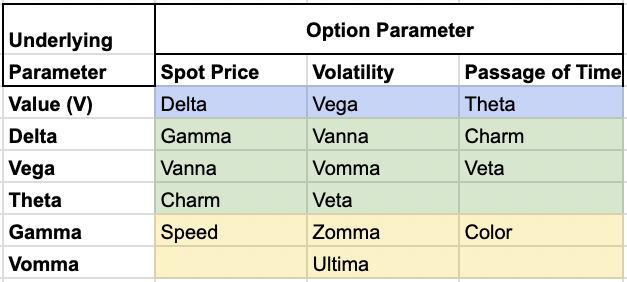 Option Parameter
Underlying
Parameter Spot Price Volatility Passage of Time
Value (V) Delta Vega Theta
Delta Gamma Vanna Charm
Vega Vanna Vomma Veta
Theta Charm Veta
Gamma Speed Zomma Color
Vomma Ultima